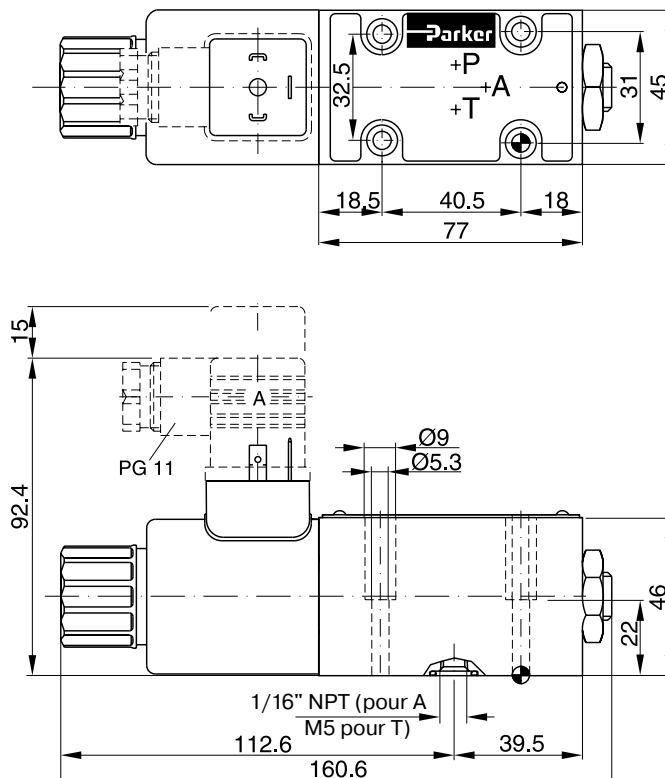 Parker
P
A
T
32.5
31
45
18.5
40.5
18
77
15
A
PG 11
92.4
Ø9
Ø5.3
46
22
1/16" NPT (pour A
M5 pour T)
112.6
39.5
160.6